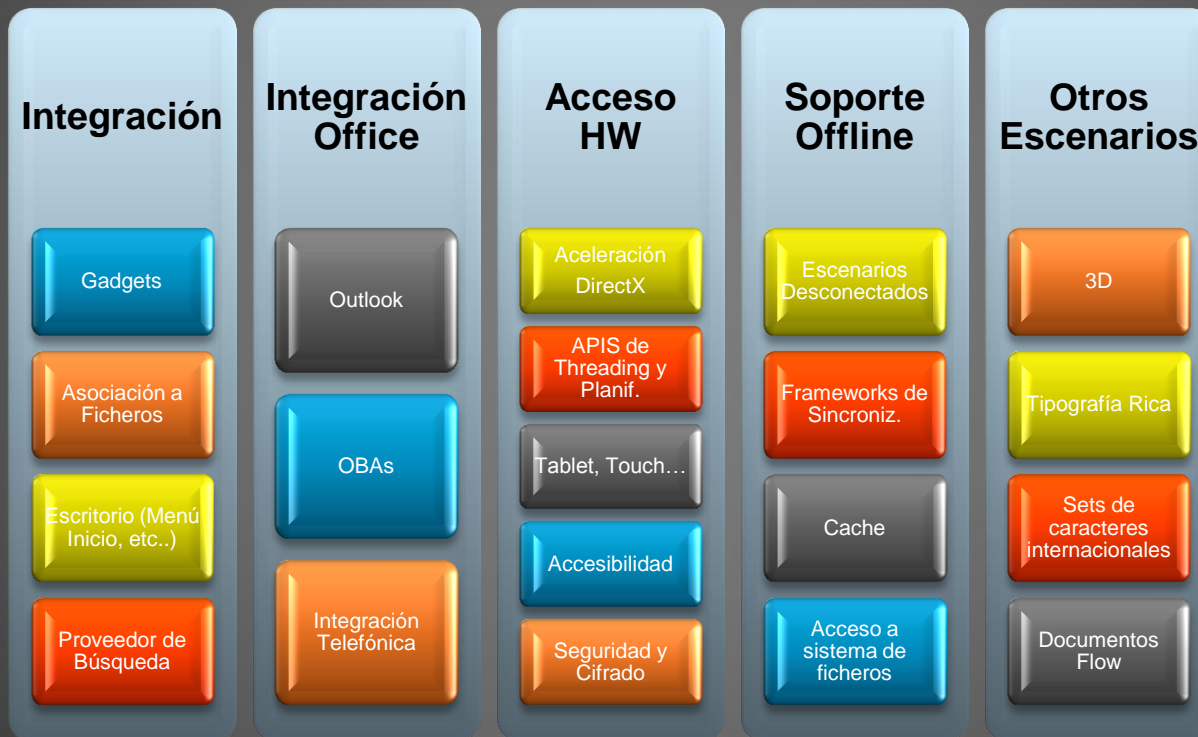 Integración
Gadgets
Asociación a
Ficheros
Escritorio (Menú
Inicio, etc..)
Proveedor de
Búsqueda
Integración
Office
Outlook
OBAs
Integración
Telefónica
Acceso
HW
Aceleración
DirectX
APIS de
Threading y
Planif.
Tablet, Touch…
Accesibilidad
Seguridad y
Cifrado
Soporte
Offline
Escenarios
Desconectados
Frameworks de
Sincroniz.
Cache
Acceso a
sistema de
ficheros
Otros
Escenarios
3D
Tipografía Rica
Sets de
caracteres
internacionales
Documentos
Flow